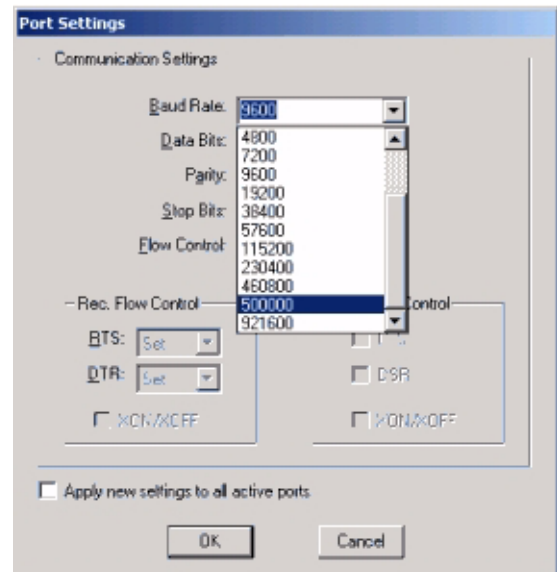 Port Settings
Communication Settings
Baud Rate: 9600
Data Bits:
Parity:
Stop Bits:
Flow Control:
4800
7200
9600
19200
38400
57600
115200
230400
460800
500000
921600
Rec. Flow Control
RTS: Set
DTR: Set
XON/XOFF
Control
DSR
XON/XOFF
Apply new settings to all active ports
OK
Cancel